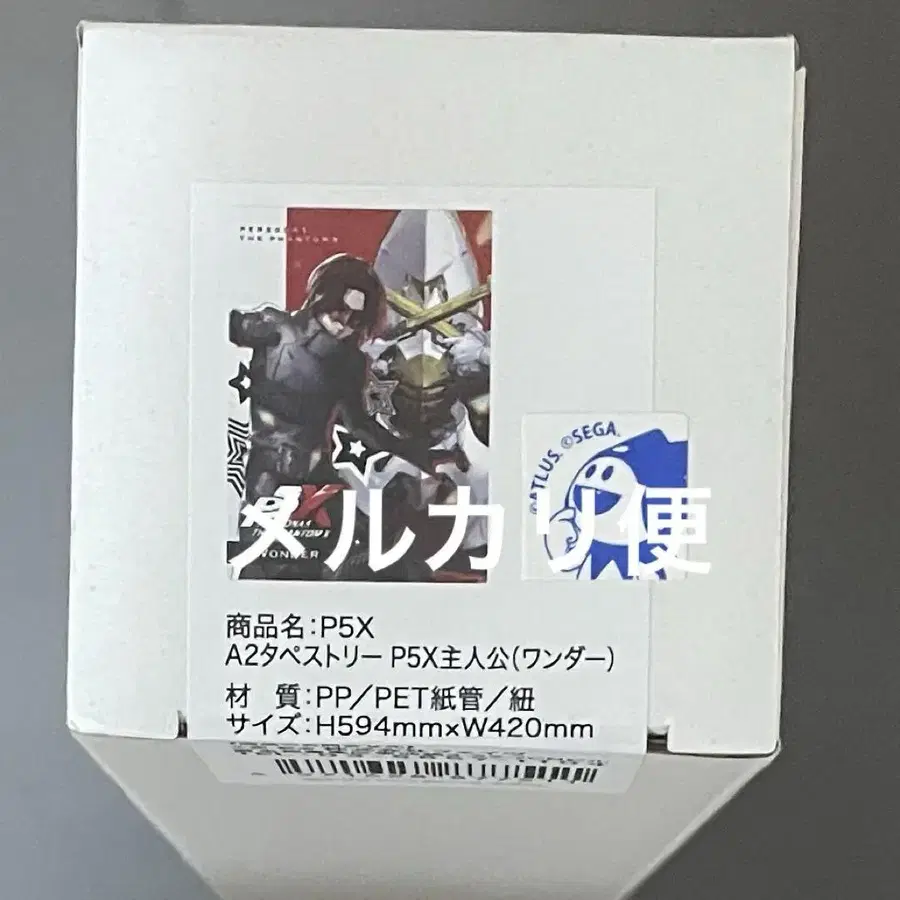 ©ATLUS. ©SEGA.
メルカリ便
WONDER
商品名:P5X
A2タペストリー P5X主人公(ワンダー)
材　質:PP／PET紙管／紐
サイズ:H594mm×W420mm